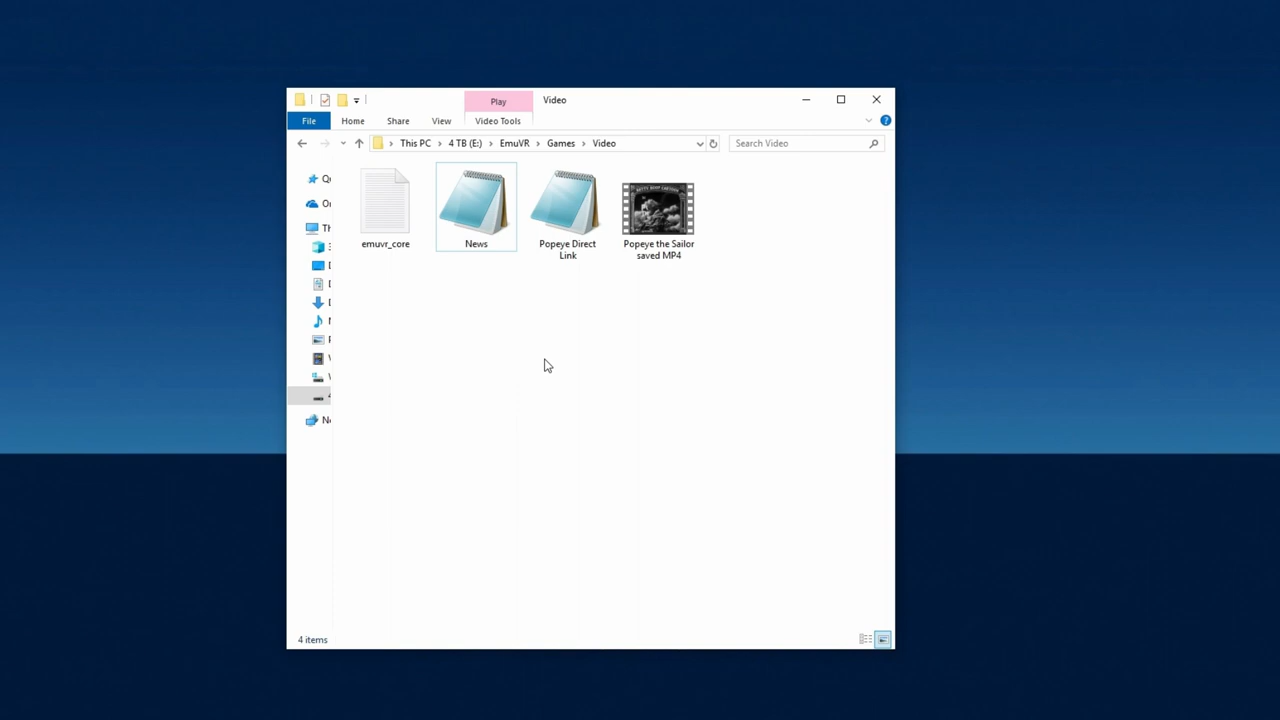 Play
Video
File
Home
Share
View
Video Tools
This PC
4 TB (E:)
EmuVR
Games
Video
Search Video
emuvr_core
News
Popeye Direct
Link
Popeye the Sailor
saved MP4
4 items